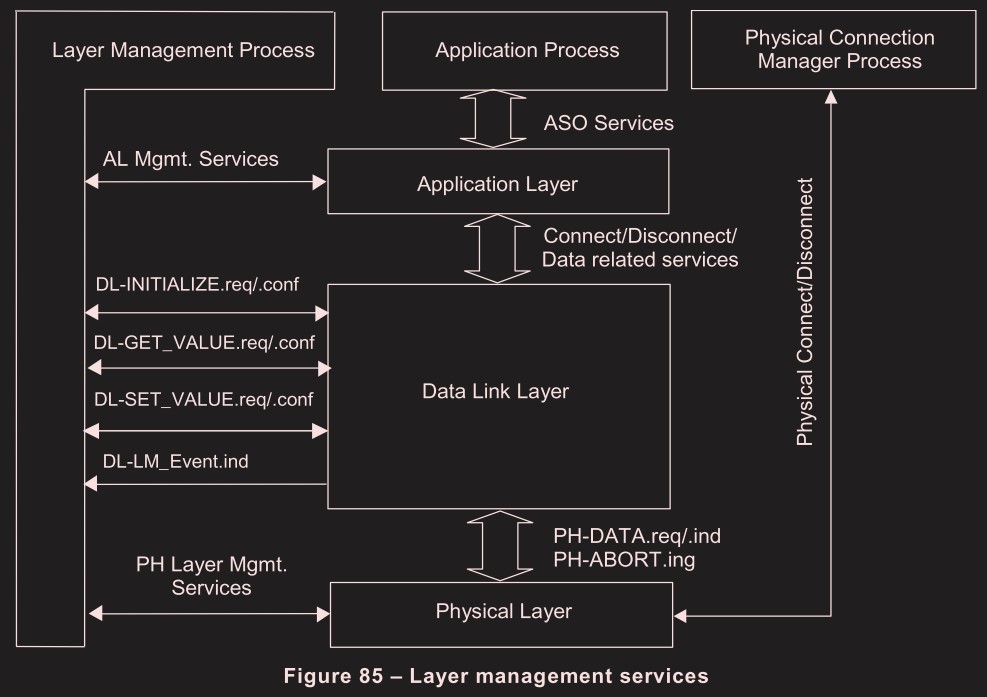 Layer Management Process
Application Process
Physical Connection
Manager Process
ASO Services
AL Mgmt. Services
Application Layer
Connect/Disconnect/
Data related services
Physical Connect/Disconnect
DL-INITIALIZE.req/.conf
DL-GET_VALUE.req/.conf
DL-SET_VALUE.req/.conf
Data Link Layer
DL-LM_Event.ind
PH-DATA.req/.ind
PH-ABORT.ing
PH Layer Mgmt.
Services
Physical Layer
Figure 85 – Layer management services